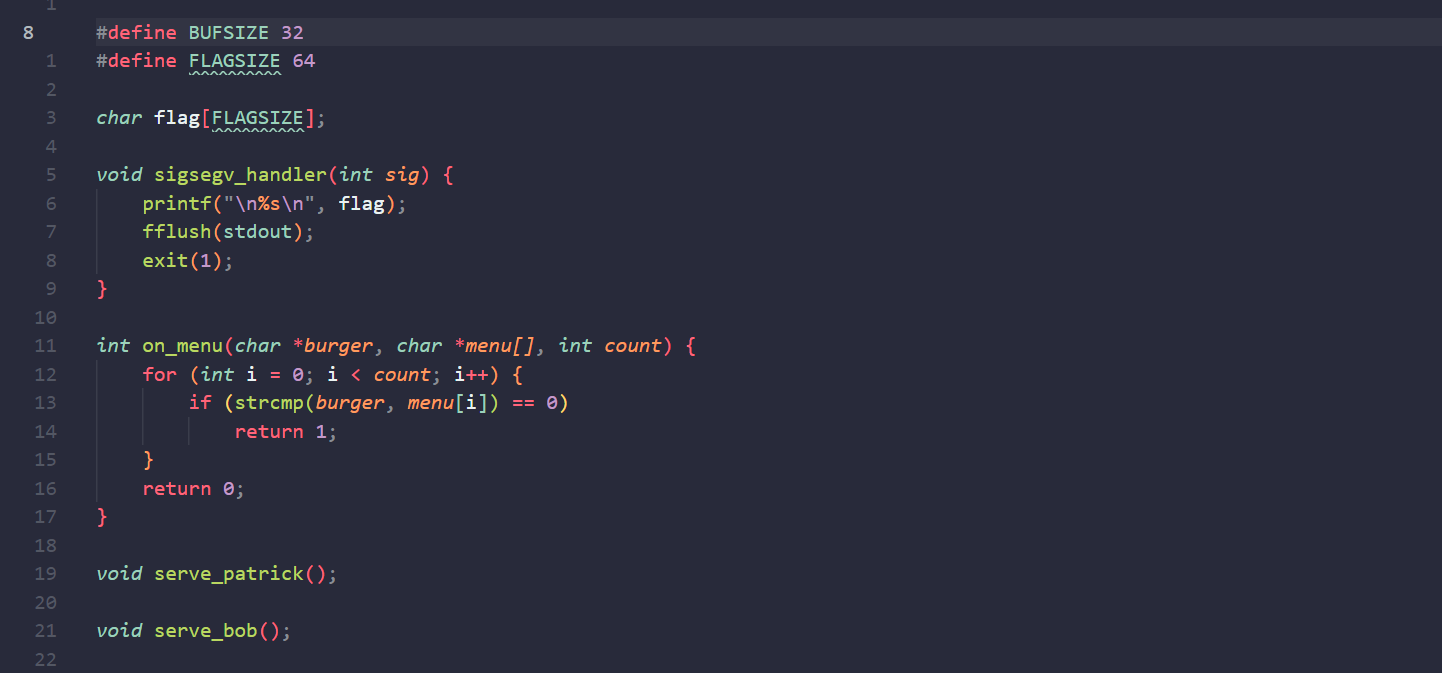 1
8 #define BUFSIZE 32
1 #define FLAGSIZE 64
2
3 char flag[FLAGSIZE];
4
5 void sigsegv_handler(int sig) {
6     printf("\n%s\n", flag);
7     fflush(stdout);
8     exit(1);
9 }
10
11 int on_menu(char *burger, char *menu[], int count) {
12     for (int i = 0; i < count; i++) {
13         if (strcmp(burger, menu[i]) == 0)
14             return 1;
15     }
16     return 0;
17 }
18
19 void serve_patrick();
20
21 void serve_bob();
22